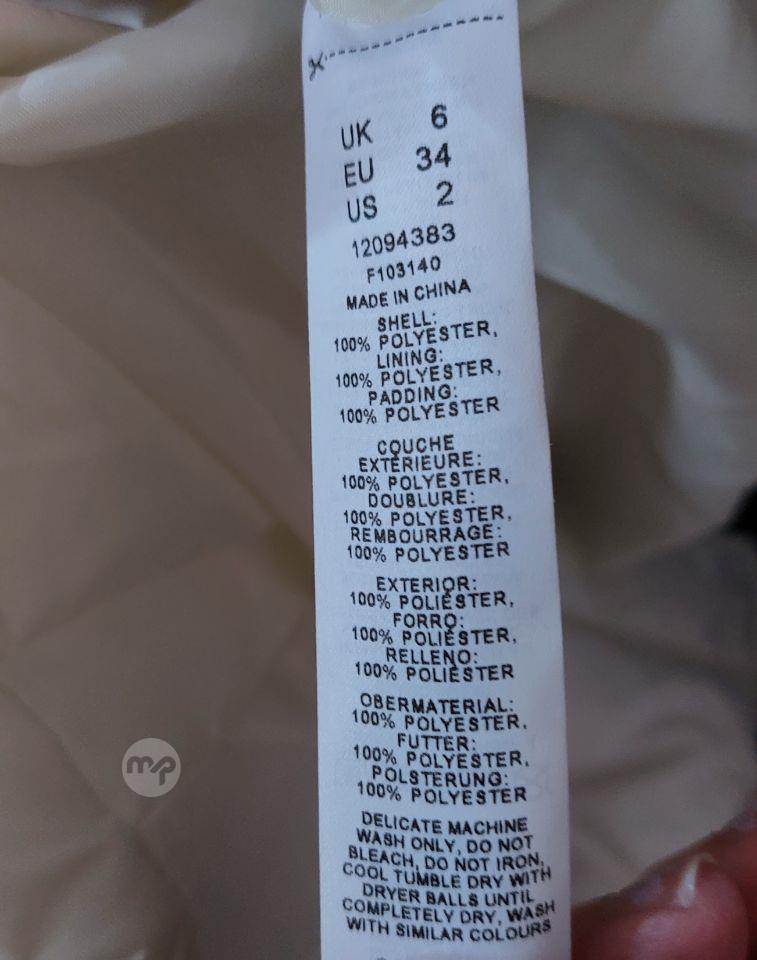 UK 6
EU 34
US 2
12094383
F103140
MADE IN CHINA
SHELL:
100% POLYESTER,
LINING:
100% POLYESTER,
PADDING:
100% POLYESTER
COUCHE
EXTÉRIEURE:
100% POLYESTER,
DOUBLURE:
100% POLYESTER,
REMBOURRAGE:
100% POLYESTER
EXTERIOR:
100% POLIÉSTER,
FORRO:
100% POLIÉSTER,
RELLENO:
100% POLIÉSTER
OBERMATERIAL:
100% POLYESTER,
FUTTER:
100% POLYESTER,
POLSTERUNG:
100% POLYESTER
DELICATE MACHINE
WASH ONLY, DO NOT
BLEACH, DO NOT IRON,
COOL TUMBLE DRY WITH
DRYER BALLS UNTIL
COMPLETELY DRY, WASH
WITH SIMILAR COLOURS
mp